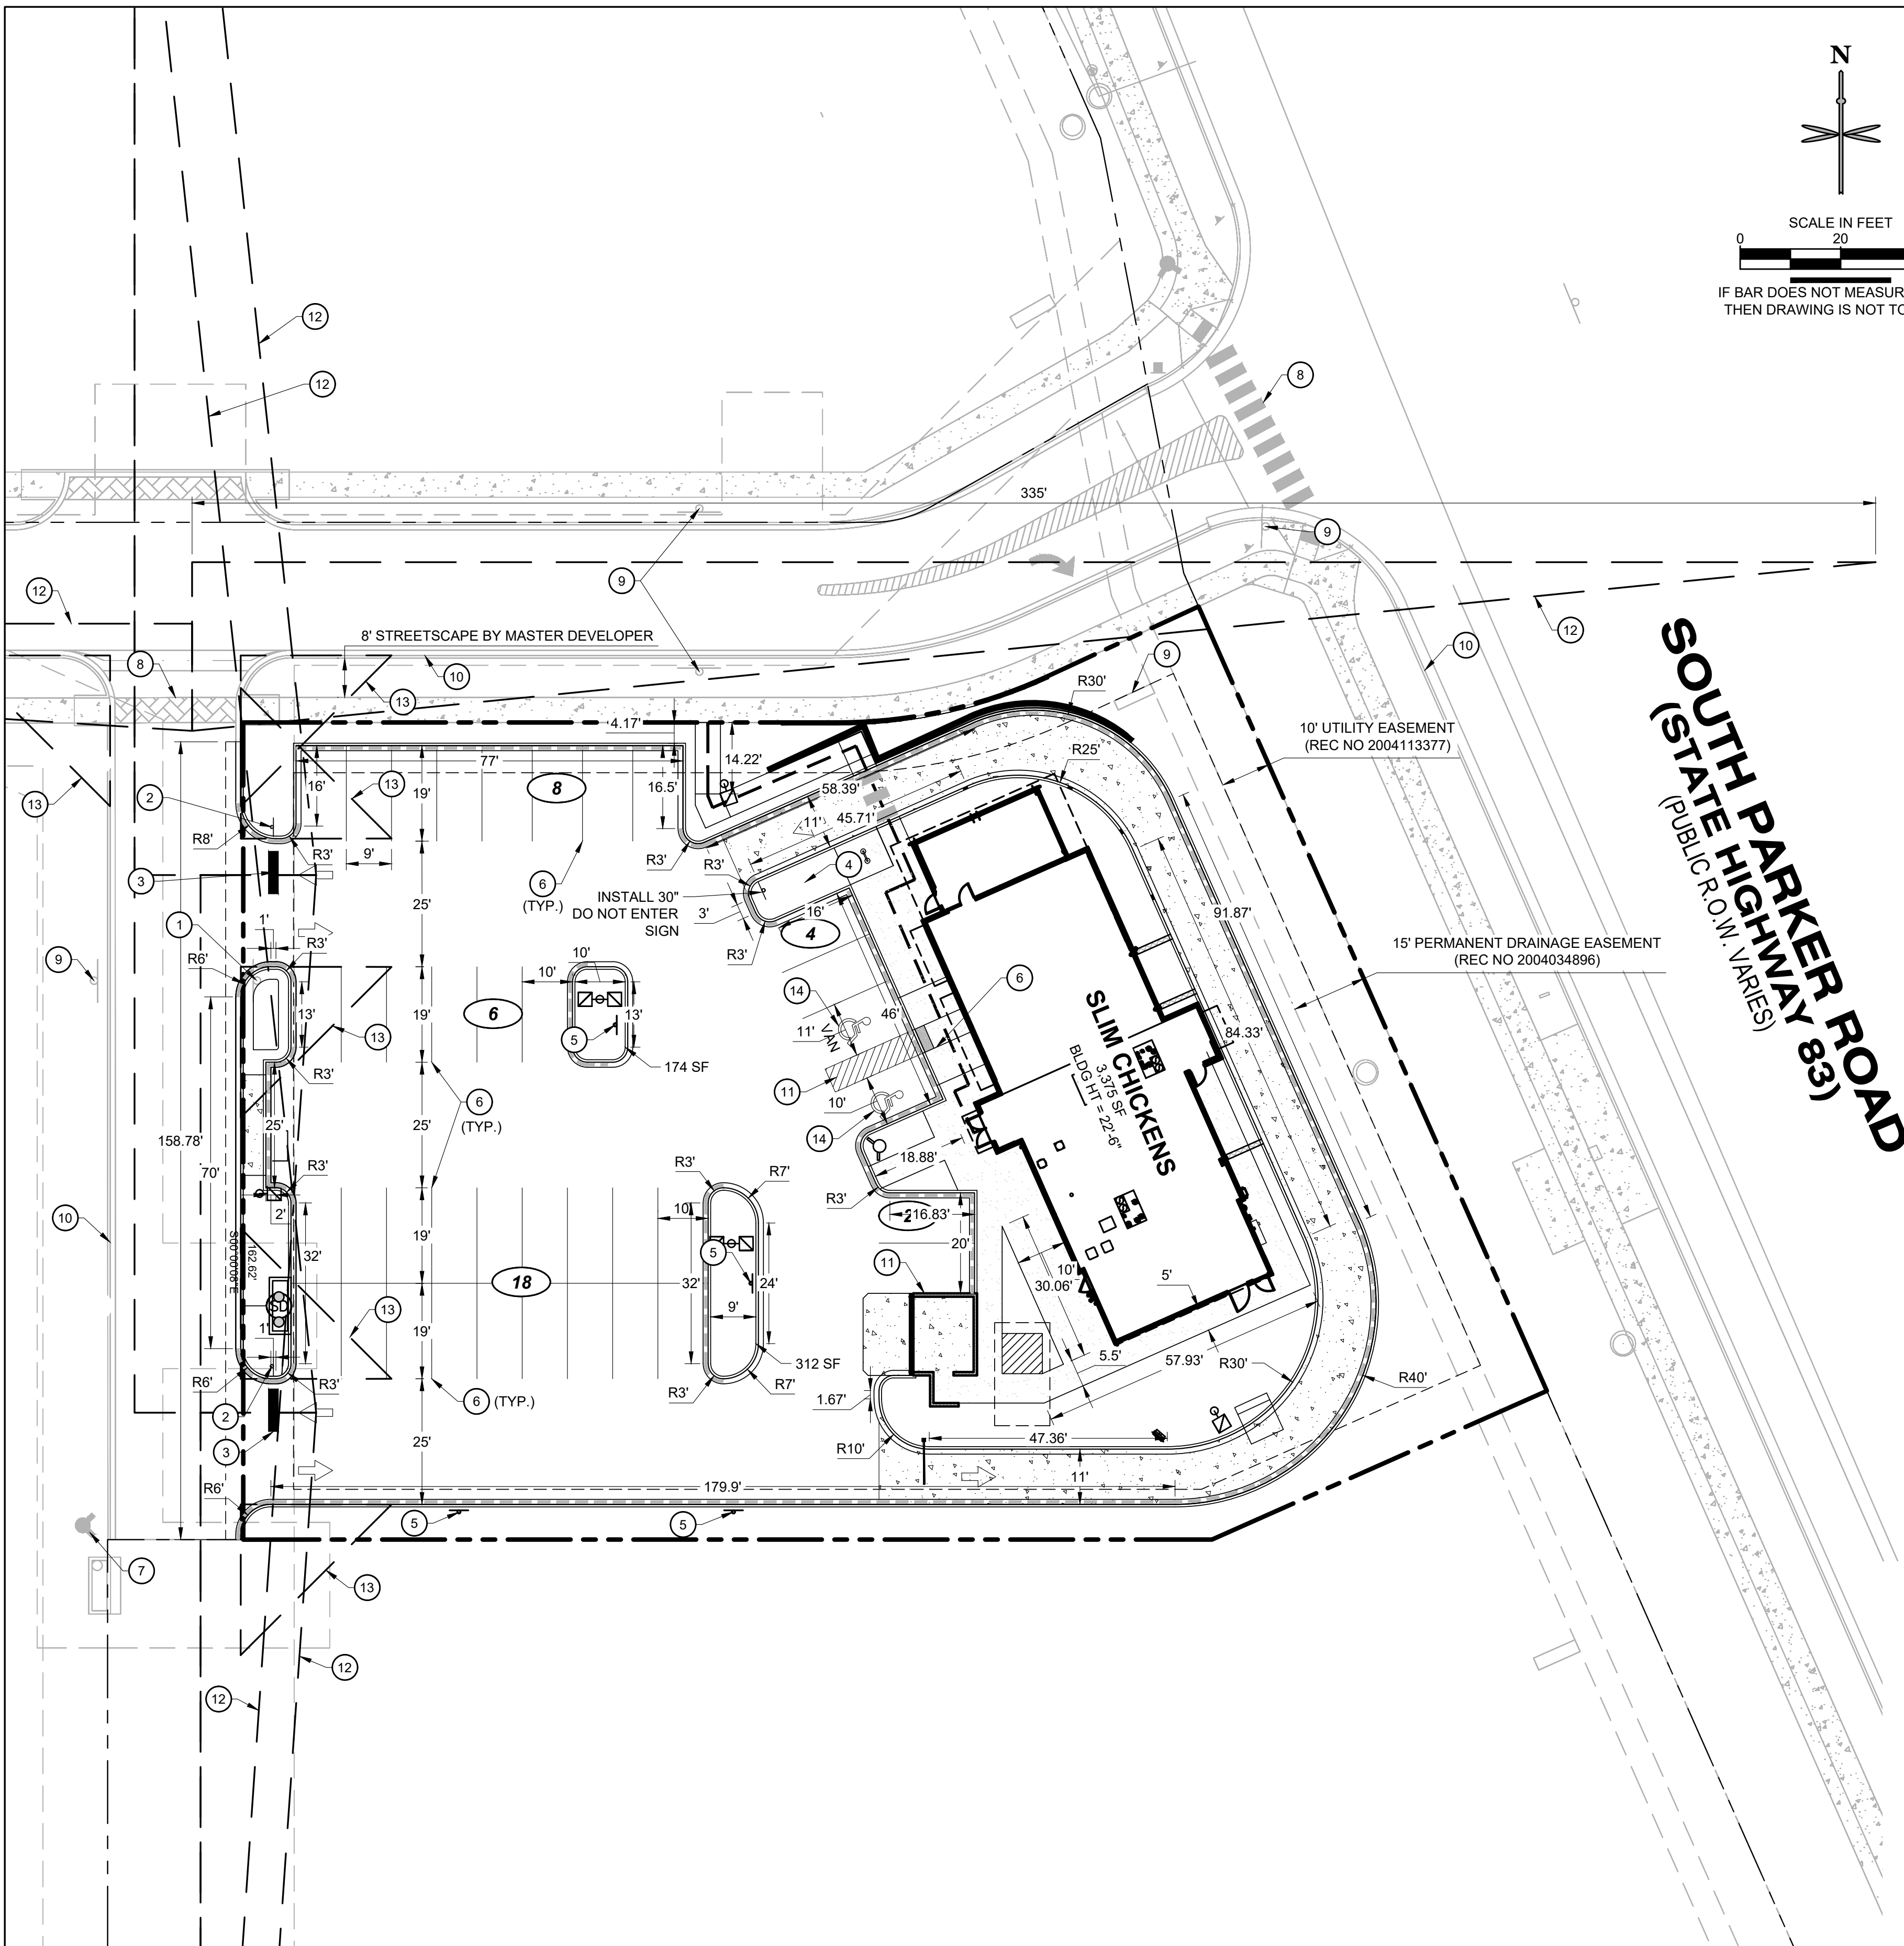 N
SCALE IN FEET
0 20
IF BAR DOES NOT MEASUR
THEN DRAWING IS NOT TO
12
12
8
335'
9
9
12
12
8' STREETSCAPE BY MASTER DEVELOPER
8
10
13
10
9
R30'
SOUTH PARKER ROAD
(STATE HIGHWAY 83)
(PUBLIC R.O.W. VARIES)
10' UTILITY EASEMENT
(REC NO 2004113377)
4.17'
14.22'
R25'
77'
16'
19'
8
16.5'
58.39'
13
13
2
R8'
R3'
9'
11'
45.71'
R3'
R3'
4
3
6
(TYP.)
INSTALL 30"
DO NOT ENTER
SIGN
3'
16'
4
R3'
25'
91.87'
15' PERMANENT DRAINAGE EASEMENT
(REC NO 2004034896)
1
1'
R3'
R6'
9
10'
10'
14
6
13'
19'
6
13'
46'
11'
VAN
5
13
174 SF
R3'
11
84.33'
SLIM CHICKENS
3,375 SF
BLDG HT = 22'-6"
10'
14
6
(TYP.)
158.78'
25'
25'
70'
R3'
R3'
R7'
18.88'
R3'
10
2'
10'
2
16.83'
19'
5
20'
S00°00'08"E
162.62'
32'
18
32'
24'
9'
11
10'
30.06'
5'
SD
13
1'
19'
312 SF
5.5'
57.93'
R30'
R6'
R3'
R3'
R7'
1.67'
R40'
2
6 (TYP.)
3
25'
R10'
47.36'
11'
R6'
179.9'
5
5
7
13
12
12